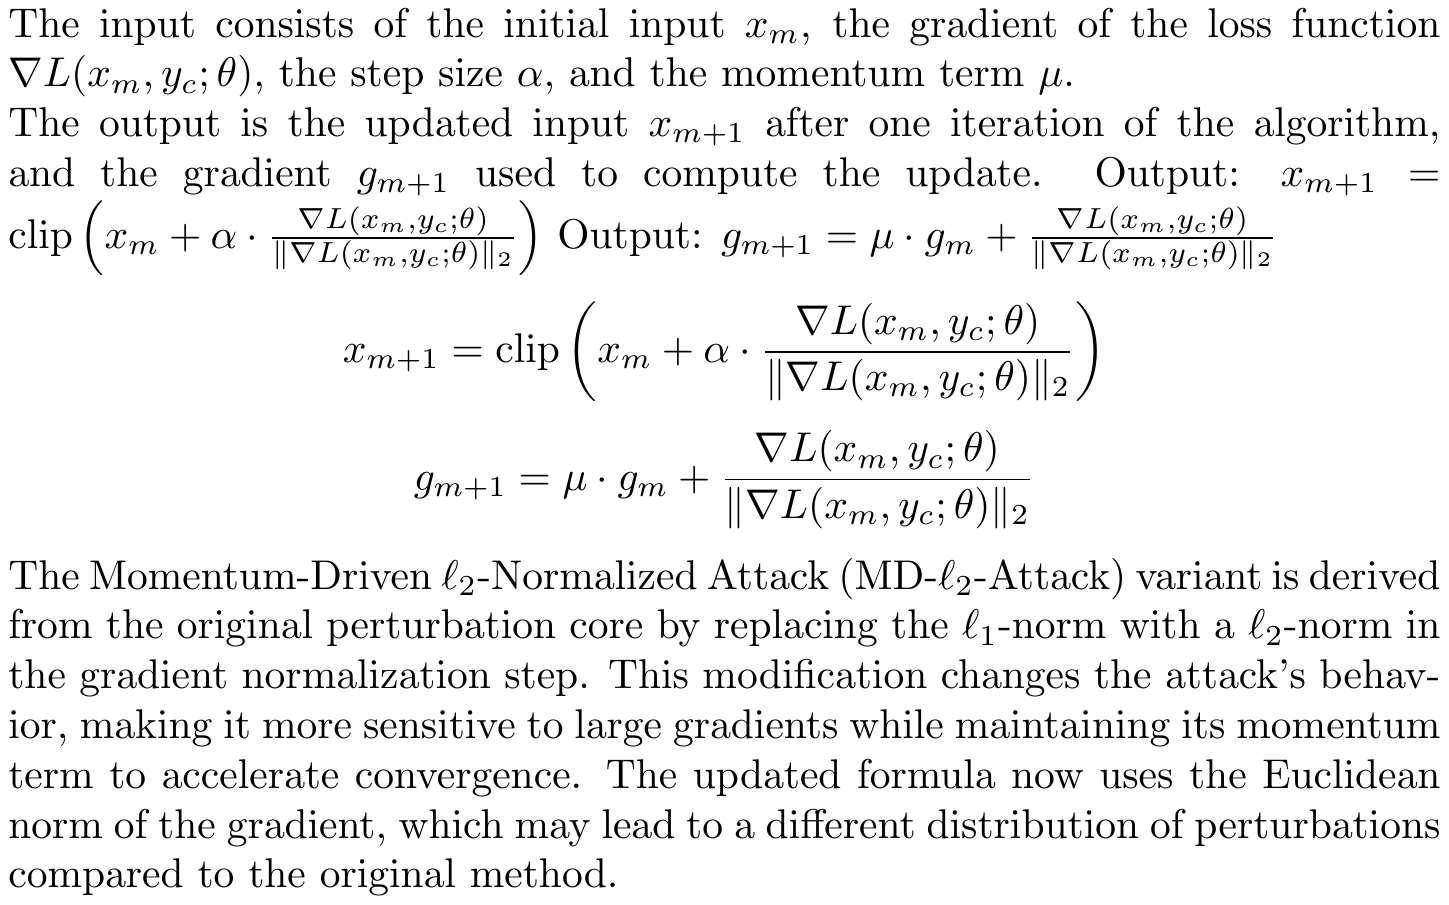 The input consists of the initial input $x_m$, the gradient of the loss function
$\nabla L(x_m, y_c; \theta)$, the step size $\alpha$, and the momentum term $\mu$.
The output is the updated input $x_{m+1}$ after one iteration of the algorithm,
and the gradient $g_{m+1}$ used to compute the update. Output: $x_{m+1} =$
$\text{clip}\left(x_m + \alpha \cdot \frac{\nabla L(x_m, y_c; \theta)}{\|\nabla L(x_m, y_c; \theta)\|_2}\right)$ Output: $g_{m+1} = \mu \cdot g_m + \frac{\nabla L(x_m, y_c; \theta)}{\|\nabla L(x_m, y_c; \theta)\|_2}$
$x_{m+1} = \text{clip}\left(x_m + \alpha \cdot \frac{\nabla L(x_m, y_c; \theta)}{\|\nabla L(x_m, y_c; \theta)\|_2}\right)$
$g_{m+1} = \mu \cdot g_m + \frac{\nabla L(x_m, y_c; \theta)}{\|\nabla L(x_m, y_c; \theta)\|_2}$
The Momentum-Driven $\ell_2$-Normalized Attack (MD-$\ell_2$-Attack) variant is derived
from the original perturbation core by replacing the $\ell_1$-norm with a $\ell_2$-norm in
the gradient normalization step. This modification changes the attack's behav-
ior, making it more sensitive to large gradients while maintaining its momentum
term to accelerate convergence. The updated formula now uses the Euclidean
norm of the gradient, which may lead to a different distribution of perturbations
compared to the original method.